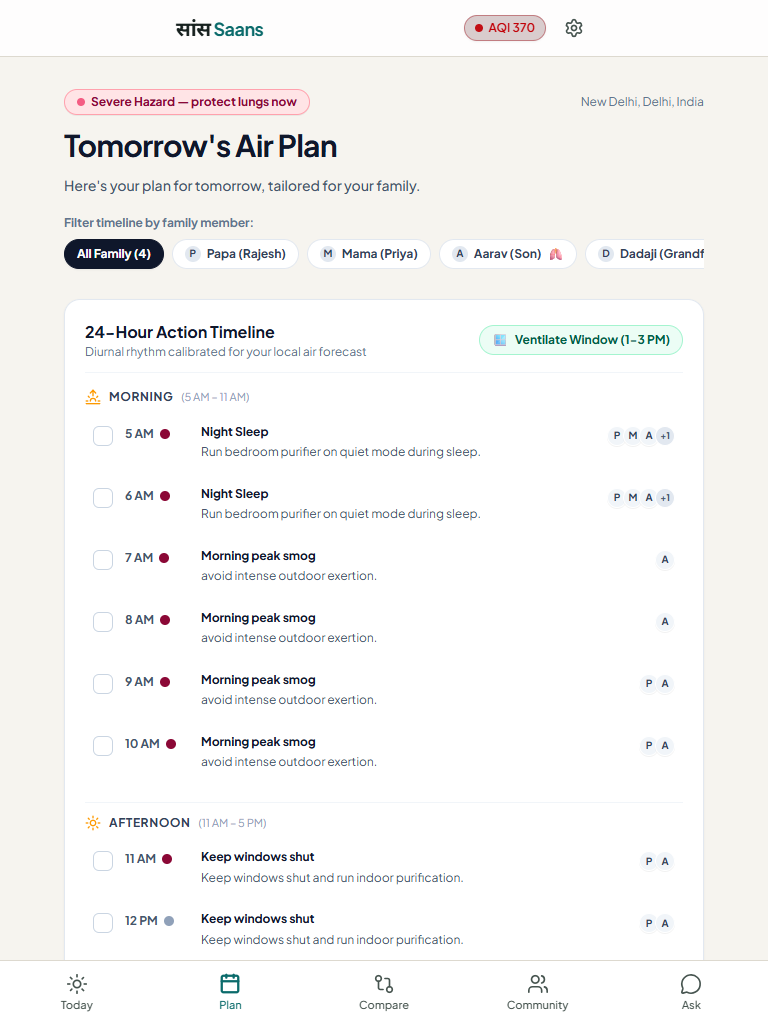 सांस Saans
AQI 370
Severe Hazard — protect lungs now
New Delhi, Delhi, India
Tomorrow's Air Plan
Here's your plan for tomorrow, tailored for your family.
Filter timeline by family member:
All Family (4)
P Papa (Rajesh)
M Mama (Priya)
A Aarav (Son)
D Dadaji (Grandf
24-Hour Action Timeline
Diurnal rhythm calibrated for your local air forecast
Ventilate Window (1-3 PM)
MORNING (5 AM – 11 AM)
5 AM Night Sleep P M A +1
Run bedroom purifier on quiet mode during sleep.
6 AM Night Sleep P M A +1
Run bedroom purifier on quiet mode during sleep.
7 AM Morning peak smog A
avoid intense outdoor exertion.
8 AM Morning peak smog A
avoid intense outdoor exertion.
9 AM Morning peak smog P A
avoid intense outdoor exertion.
10 AM Morning peak smog P A
avoid intense outdoor exertion.
AFTERNOON (11 AM – 5 PM)
11 AM Keep windows shut P A
Keep windows shut and run indoor purification.
12 PM Keep windows shut P A
Keep windows shut and run indoor purification.
Today
Plan
Compare
Community
Ask